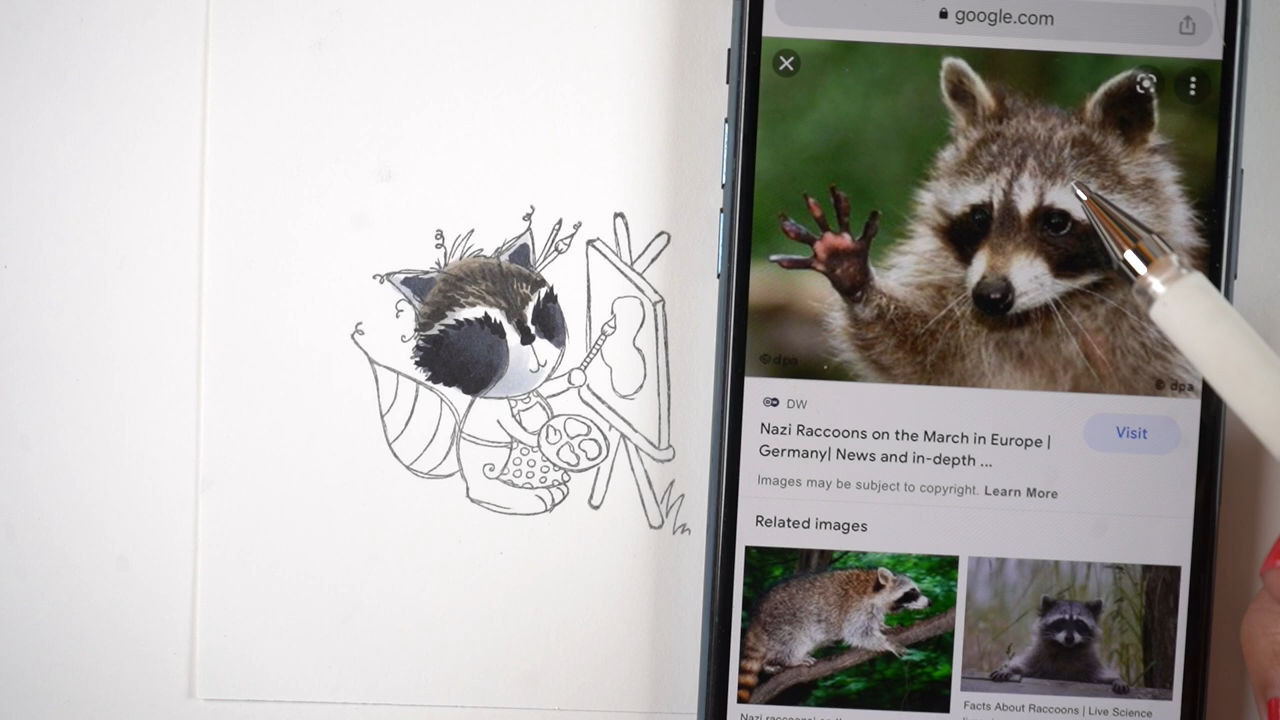 google.com
© dpa
© dpa
DW
Nazi Raccoons on the March in Europe |
Germany| News and in-depth ...
Visit
Images may be subject to copyright. Learn More
Related images
Facts About Raccoons | Live Science